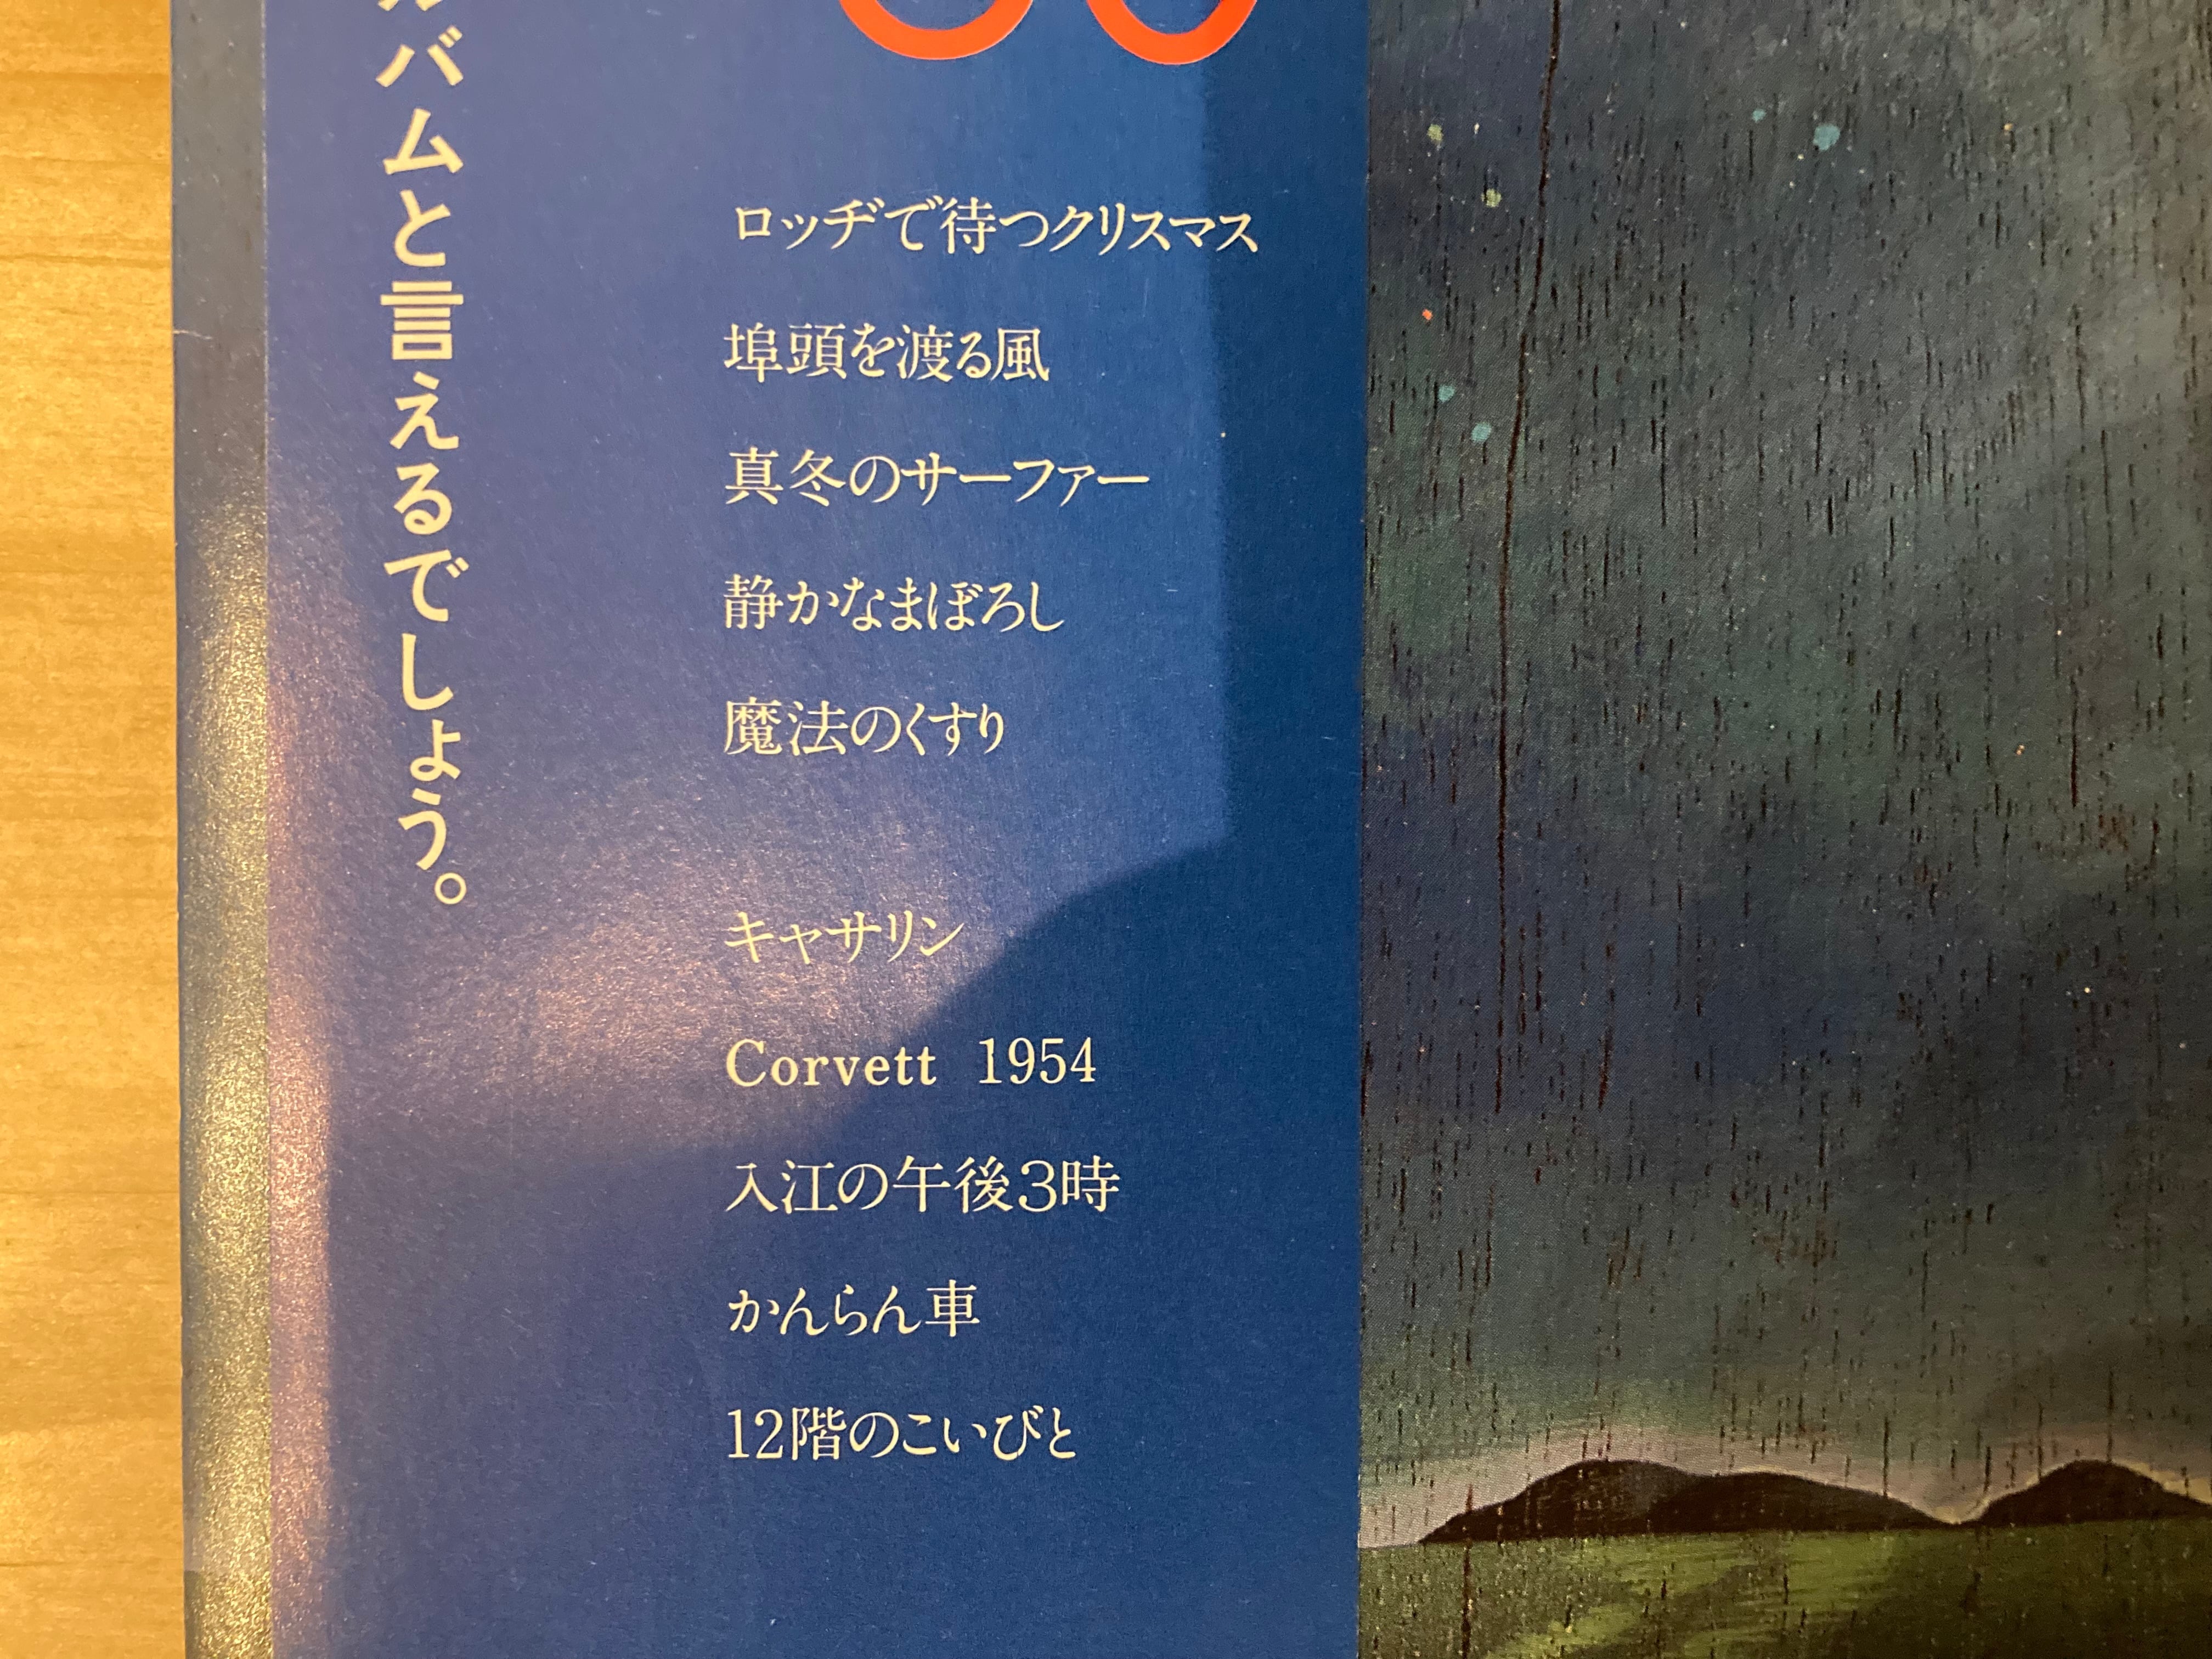 バムと言えるでしょう。
ロッヂで待つクリスマス
埠頭を渡る風
真冬のサーファー
静かなまぼろし
魔法のくすり
キャサリン
Corvett 1954
入江の午後3時
かんらん車
12階のこいびと